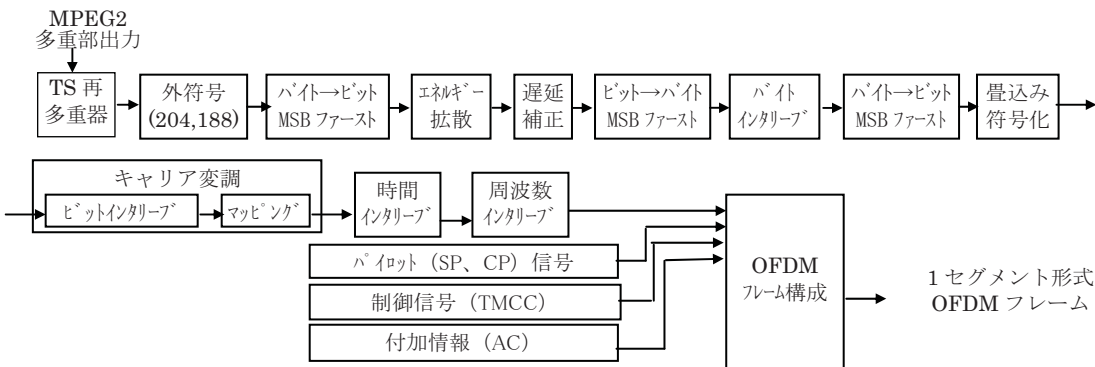 MPEG2
多重部出力
TS 再
多重器
外符号
(204,188)
ﾊﾞｲﾄ→ﾋﾞｯﾄ
MSB ﾌｧｰｽﾄ
ｴﾈﾙｷﾞｰ
拡散
遅延
補正
ﾋﾞｯﾄ→ﾊﾞｲﾄ
MSB ﾌｧｰｽﾄ
ﾊﾞｲﾄ
ｲﾝﾀﾘｰﾌﾞ
ﾊﾞｲﾄ→ﾋﾞｯﾄ
MSB ﾌｧｰｽﾄ
畳込み
符号化
キャリア変調
ﾋﾞｯﾄｲﾝﾀﾘｰﾌﾞ
ﾏｯﾋﾟﾝｸﾞ
時間
ｲﾝﾀﾘｰﾌﾞ
周波数
ｲﾝﾀﾘｰﾌﾞ
ﾊﾟｲﾛｯﾄ（SP、CP）信号
制御信号（TMCC）
付加情報（AC）
OFDM
ﾌﾚｰﾑ構成
1 セグメント形式
OFDM フレーム